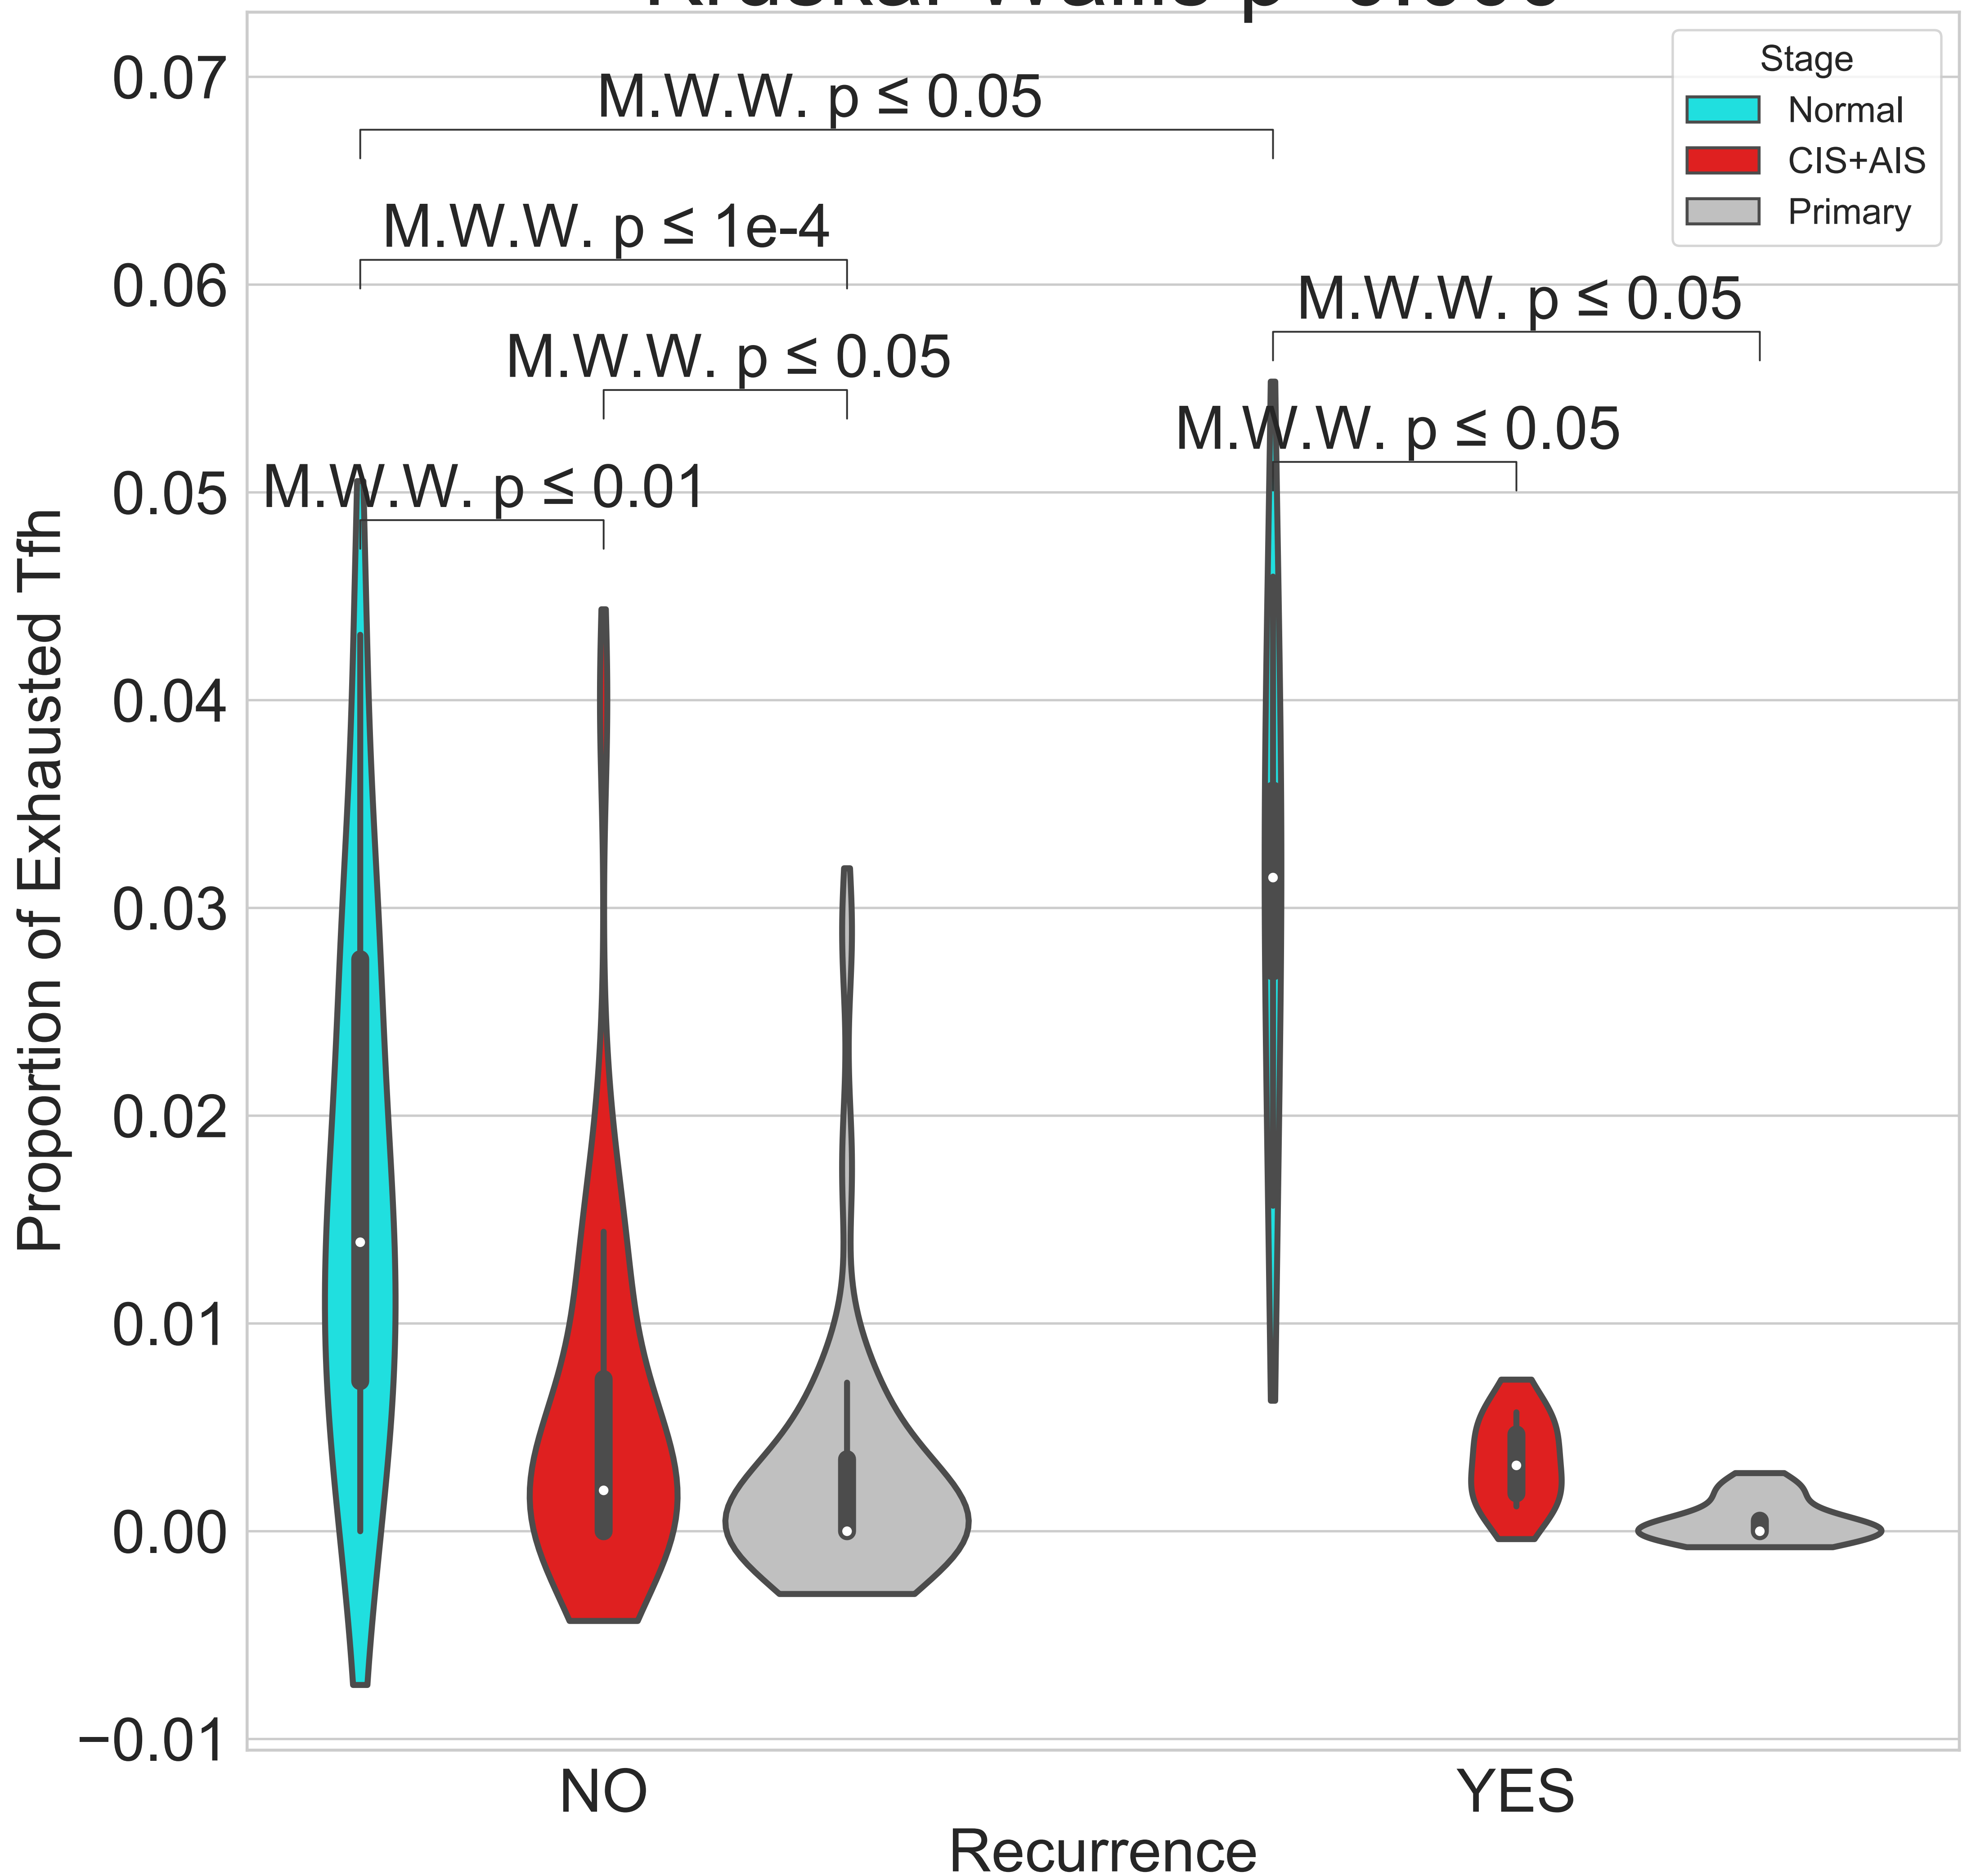 0.07
0.06
0.05
0.04
0.03
0.02
0.01
0.00
−0.01
Proportion of Exhausted Tfh
M.W.W. p ≤ 0.05
M.W.W. p ≤ 1e-4
M.W.W. p ≤ 0.05
M.W.W. p ≤ 0.01
M.W.W. p ≤ 0.05
M.W.W. p ≤ 0.05
Stage
Normal
CIS+AIS
Primary
NO
YES
Recurrence